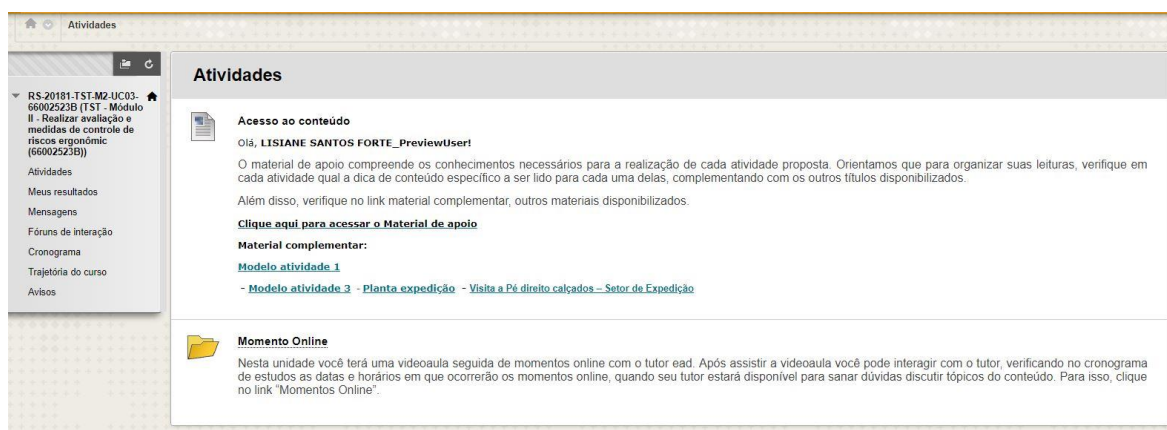 Atividades
RS-20181-TST-M2-UC03-
66002523B (TST - Módulo
II - Realizar avaliação e
medidas de controle de
riscos ergonômic
(66002523B))
Atividades
Meus resultados
Mensagens
Fóruns de interação
Cronograma
Trajetória do curso
Avisos
Atividades
Acesso ao conteúdo
Olá, LISIANE SANTOS FORTE_PreviewUser!
O material de apoio compreende os conhecimentos necessários para a realização de cada atividade proposta. Orientamos que para organizar suas leituras, verifique em
cada atividade qual a dica de conteúdo específico a ser lido para cada uma delas, complementando com os outros títulos disponibilizados.
Além disso, verifique no link material complementar, outros materiais disponibilizados.
Clique aqui para acessar o Material de apoio
Material complementar:
Modelo atividade 1
- Modelo atividade 3 - Planta expedição - Visita a Pé direito calçados – Setor de Expedição
Momento Online
Nesta unidade você terá uma videoaula seguida de momentos online com o tutor ead. Após assistir a videoaula você pode interagir com o tutor, verificando no cronograma
de estudos as datas e horários em que ocorrerão os momentos online, quando seu tutor estará disponível para sanar dúvidas discutir tópicos do conteúdo. Para isso, clique
no link "Momentos Online".